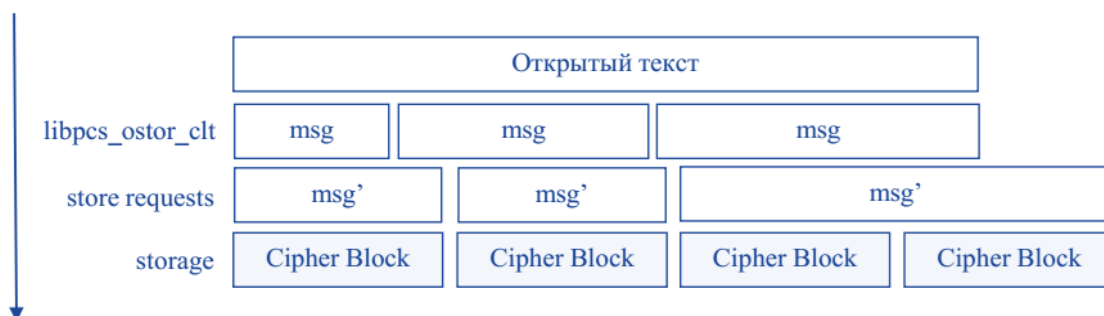 Открытый текст
libpcs_ostor_clt msg msg msg
store requests msg’ msg’ msg’
storage Cipher Block Cipher Block Cipher Block Cipher Block